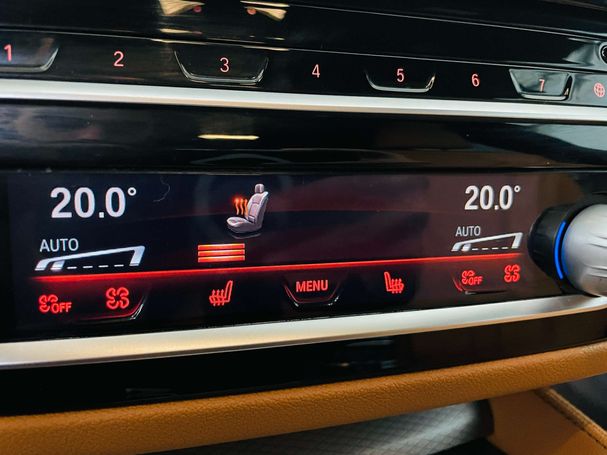 1 2 3 4 5 6 7
20.0° 20.0°
AUTO AUTO
OFF MENU OFF